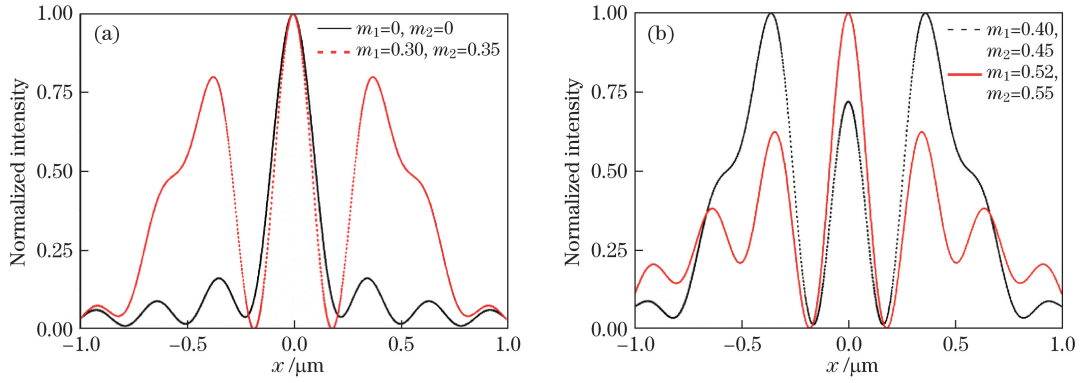 (a)
m₁=0, m₂=0
m₁=0.30, m₂=0.35
1.00
0.75
0.50
0.25
0.00
Normalized intensity
−1.0 −0.5 0.0 0.5 1.0
x /μm
(b)
m₁=0.40,
m₂=0.45
m₁=0.52,
m₂=0.55
1.00
0.75
0.50
0.25
0.00
Normalized intensity
−1.0 −0.5 0.0 0.5 1.0
x /μm